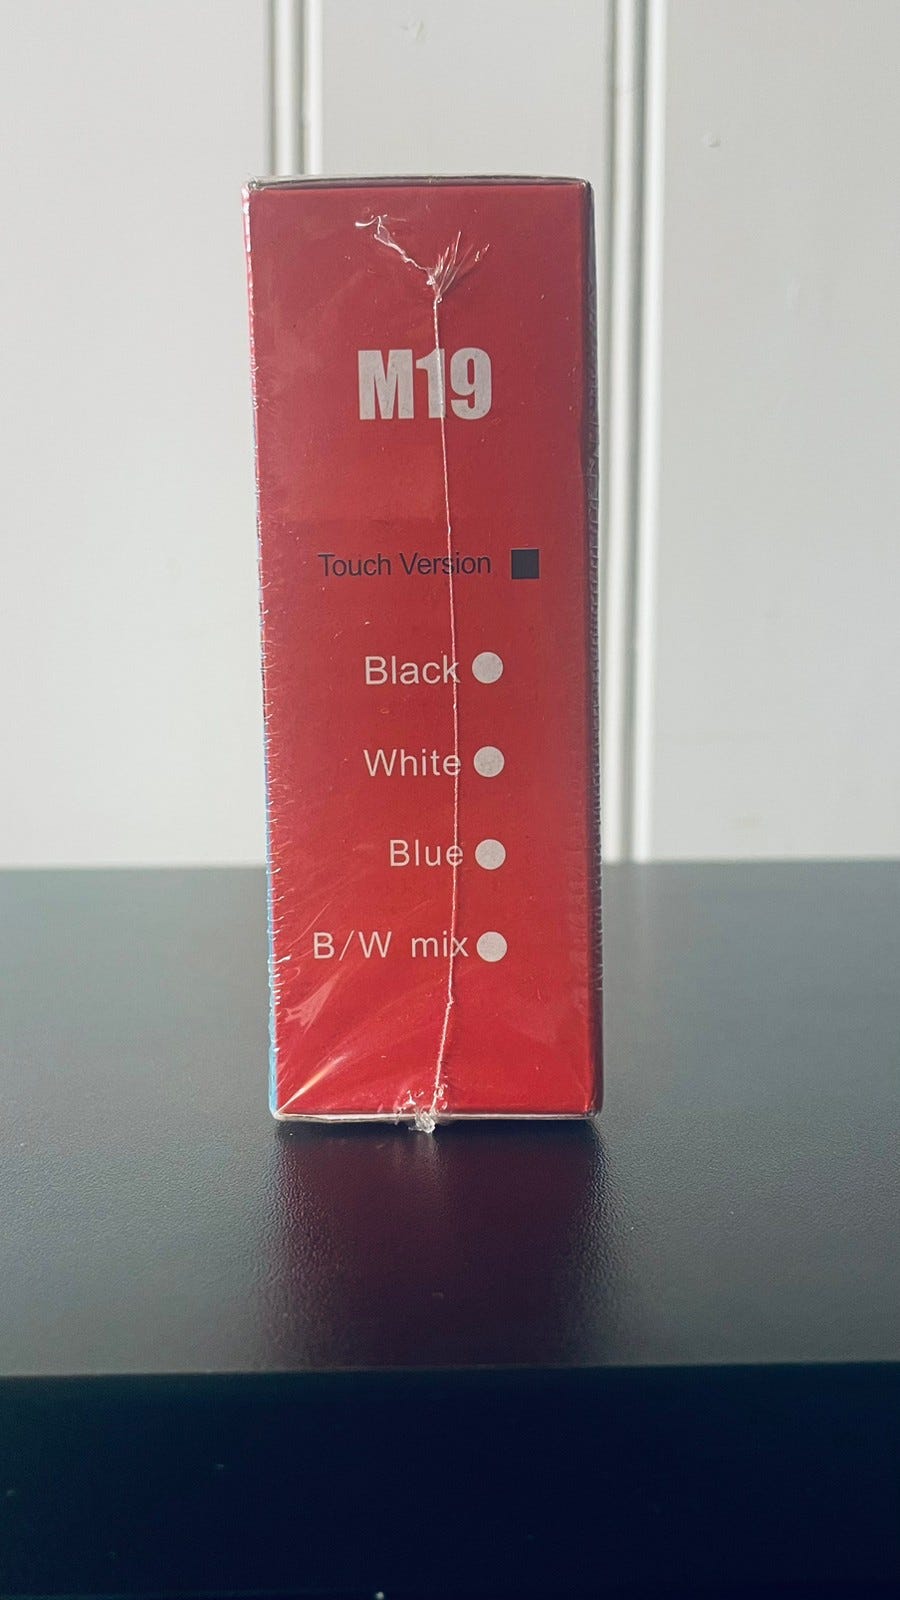 M19
Touch Version
Black
White
Blue
B/W mix